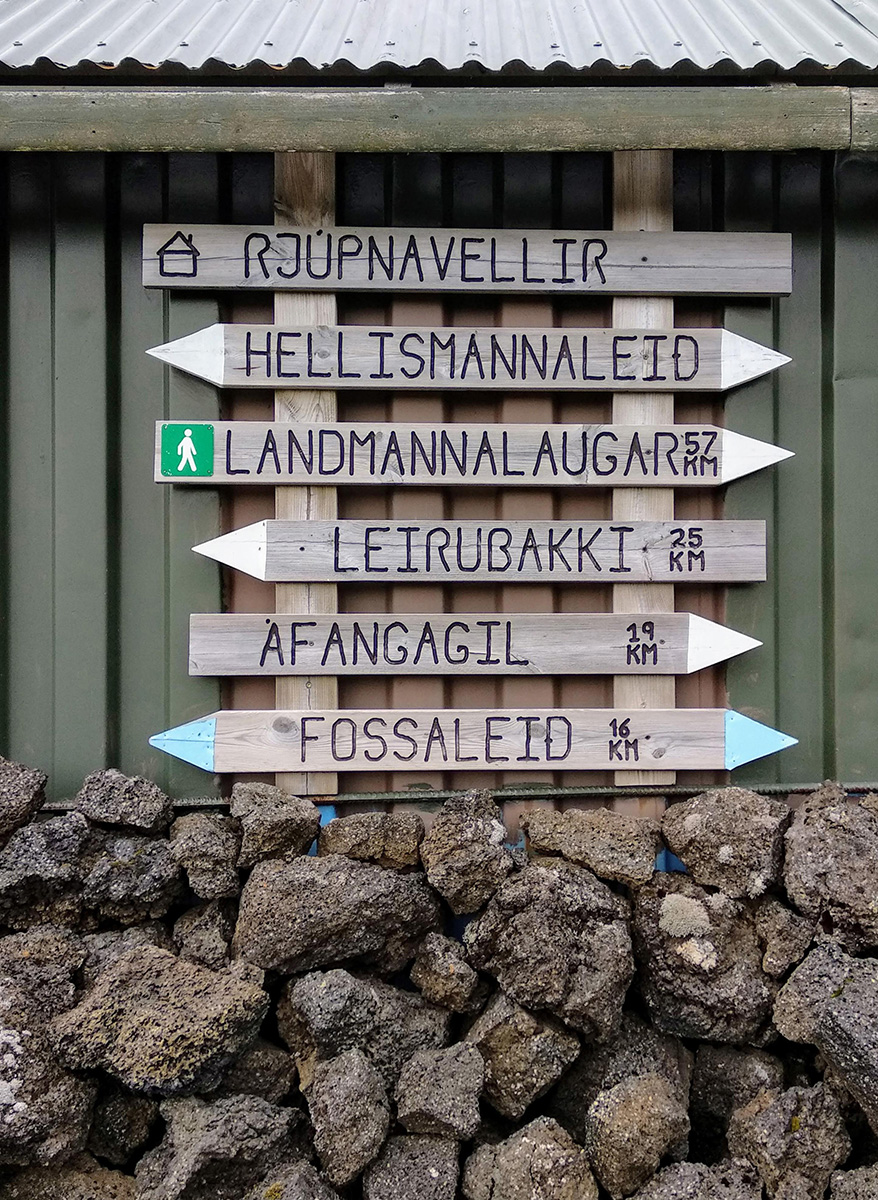 RJÚPNAVELLIR
HELLISMANNALEIÐ
LANDMANNALAUGAR 57 KM
LEIRUBAKKI 25 KM
ÁFANGAGIL 19 KM
FOSSALEIÐ 16 KM